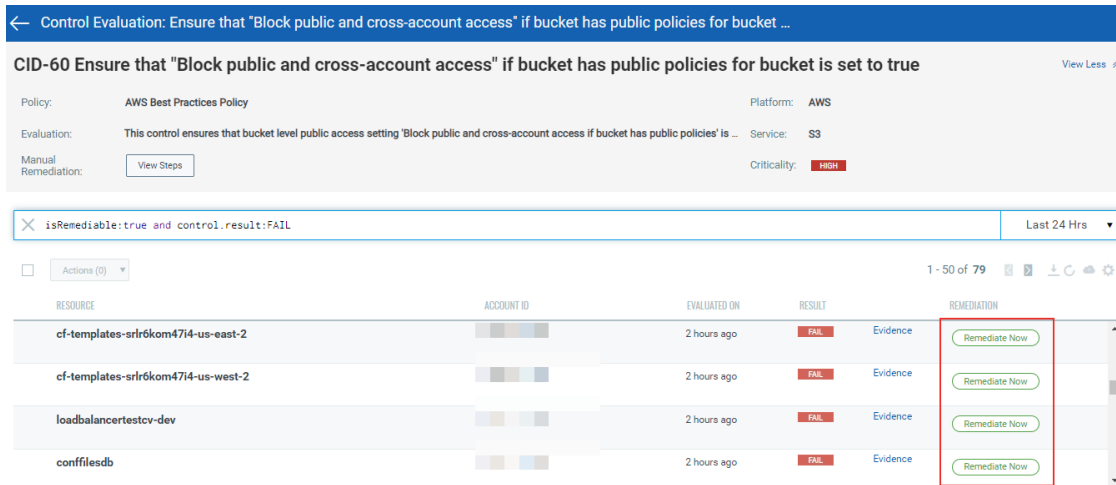 Control Evaluation: Ensure that "Block public and cross-account access" if bucket has public policies for bucket ...
CID-60 Ensure that "Block public and cross-account access" if bucket has public policies for bucket is set to true
View Less
Policy: AWS Best Practices Policy Platform: AWS
Evaluation: This control ensures that bucket level public access setting 'Block public and cross-account access if bucket has public policies' is ... Service: S3
Manual Remediation: View Steps Criticality: HIGH
isRemediable:true and control.result:FAIL Last 24 Hrs
Actions (0) 1 - 50 of 79
RESOURCE ACCOUNT ID EVALUATED ON RESULT REMEDIATION
cf-templates-srlr6kom47i4-us-east-2 2 hours ago FAIL Evidence Remediate Now
cf-templates-srlr6kom47i4-us-west-2 2 hours ago FAIL Evidence Remediate Now
loadbalancertestcv-dev 2 hours ago FAIL Evidence Remediate Now
conffilesdb 2 hours ago FAIL Evidence Remediate Now